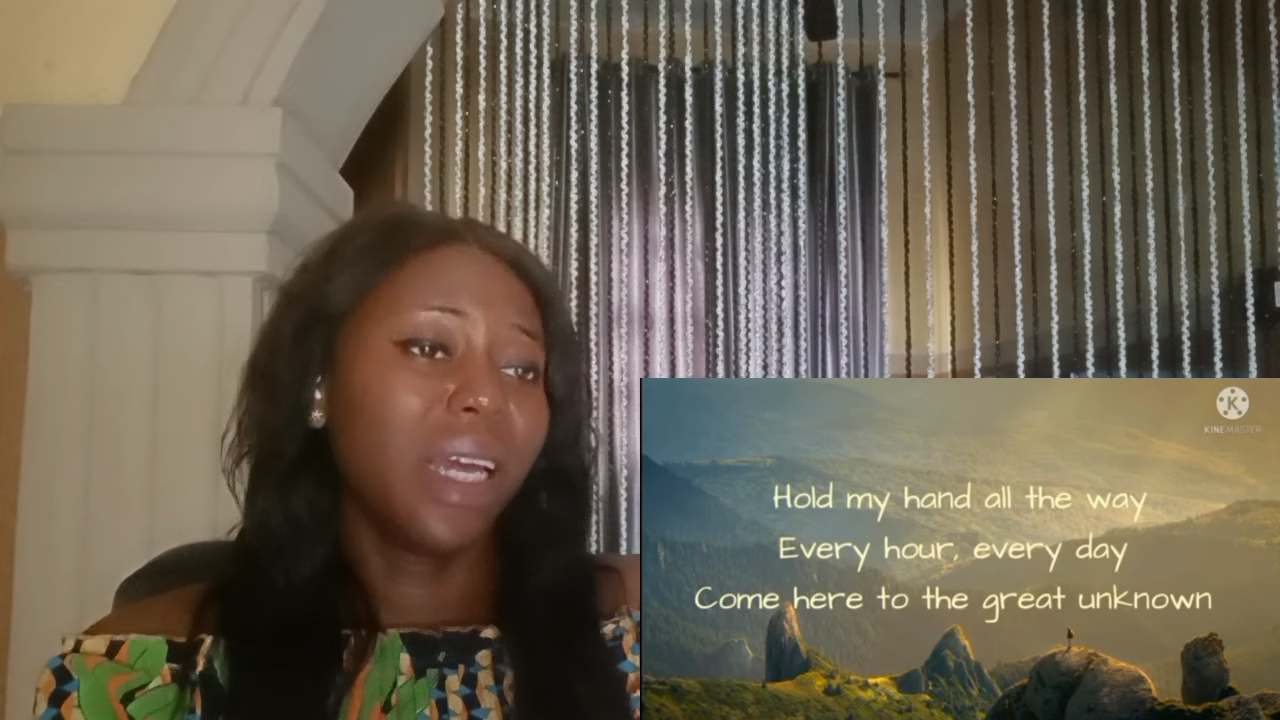 K
KINEMASTER
Hold my hand all the way
Every hour, every day
Come here to the great unknown